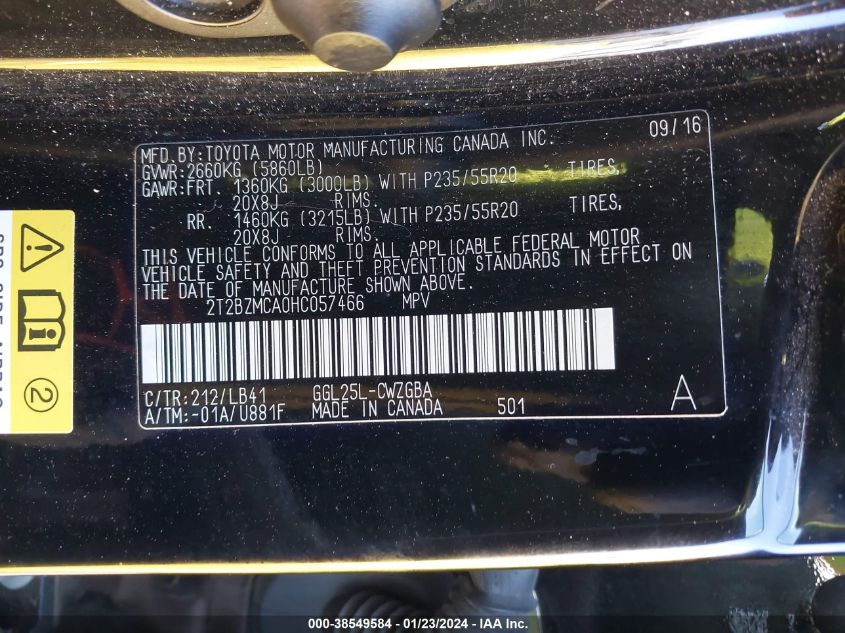 MFD.BY:TOYOTA MOTOR MANUFACTURING CANADA INC. 09/16
GVWR:2660KG (5860LB)
GAWR:FRT. 1360KG (3000LB) WITH P235/55R20 TIRES,
20X8J RIMS.
RR. 1460KG (3215LB) WITH P235/55R20 TIRES,
20X8J RIMS.
THIS VEHICLE CONFORMS TO ALL APPLICABLE FEDERAL MOTOR
VEHICLE SAFETY AND THEFT PREVENTION STANDARDS IN EFFECT ON
THE DATE OF MANUFACTURE SHOWN ABOVE.
2T2BZMCA0HC057466 MPV
C/TR:212/LB41 GGL25L-CWZGBA
A/TM:-01A/U881F MADE IN CANADA 501 A
2
000-38549584 - 01/23/2024 - IAA Inc.